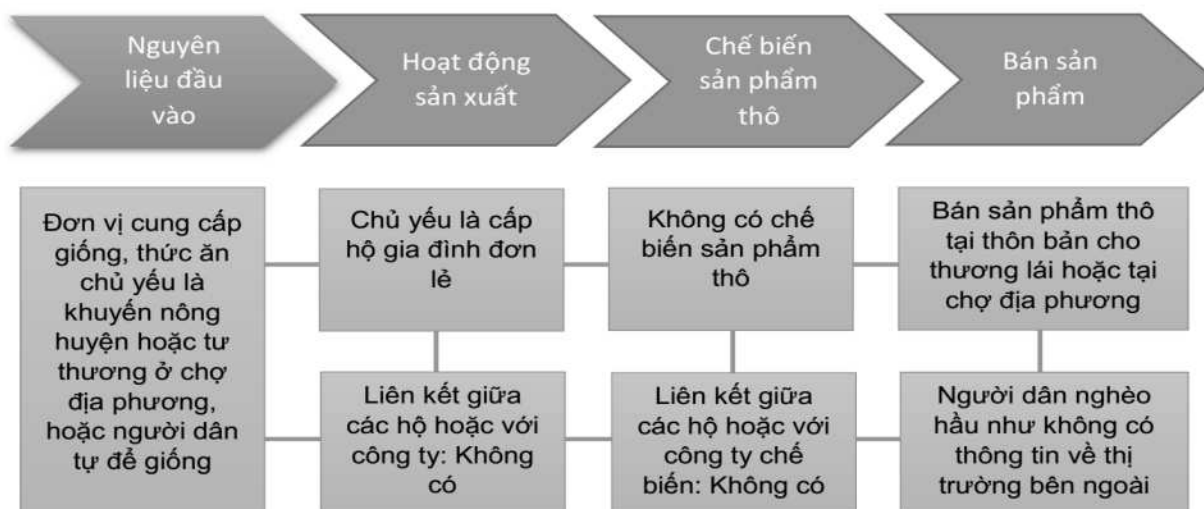 Nguyên
liệu đầu
vào
Hoạt động
sản xuất
Chế biến
sản phẩm
thô
Bán sản
phẩm
Đơn vị cung cấp
giống, thức ăn
chủ yếu là
khuyến nông
huyện hoặc tư
thương ở chợ
địa phương,
hoặc người dân
tự để giống
Chủ yếu là cấp
hộ gia đình đơn
lẻ
Không có chế
biến sản phẩm
thô
Bán sản phẩm thô
tại thôn bản cho
thương lái hoặc tại
chợ địa phương
Liên kết giữa
các hộ hoặc với
công ty: Không
có
Liên kết giữa
các hộ hoặc với
công ty chế
biến: Không có
Người dân nghèo
hầu như không có
thông tin về thị
trường bên ngoài